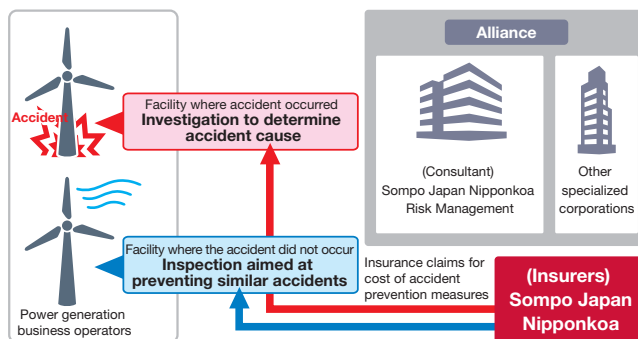 Accident
Facility where accident occurred
Investigation to determine
accident cause
Facility where the accident did not occur
Inspection aimed at
preventing similar accidents
Power generation
business operators
Alliance
(Consultant)
Sompo Japan Nipponkoa
Risk Management
Other
specialized
corporations
Insurance claims for
cost of accident
prevention measures
(Insurers)
Sompo Japan
Nipponkoa